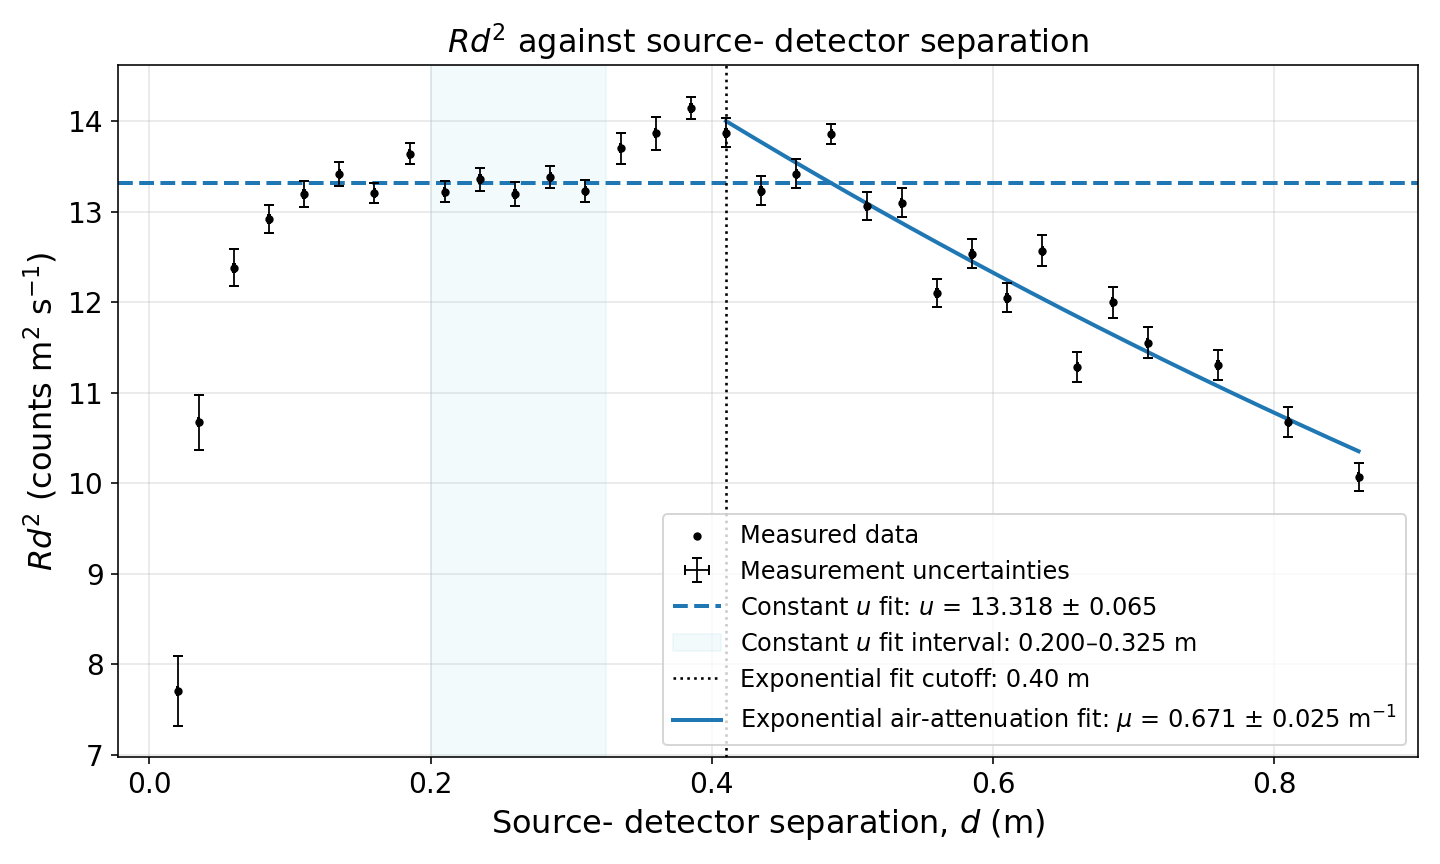 Rd² against source- detector separation
Rd² (counts m² s⁻¹)
14
13
12
11
10
9
8
7
0.0 0.2 0.4 0.6 0.8
Source- detector separation, d (m)
Measured data
Measurement uncertainties
Constant u fit: u = 13.318 ± 0.065
Constant u fit interval: 0.200–0.325 m
Exponential fit cutoff: 0.40 m
Exponential air-attenuation fit: μ = 0.671 ± 0.025 m⁻¹